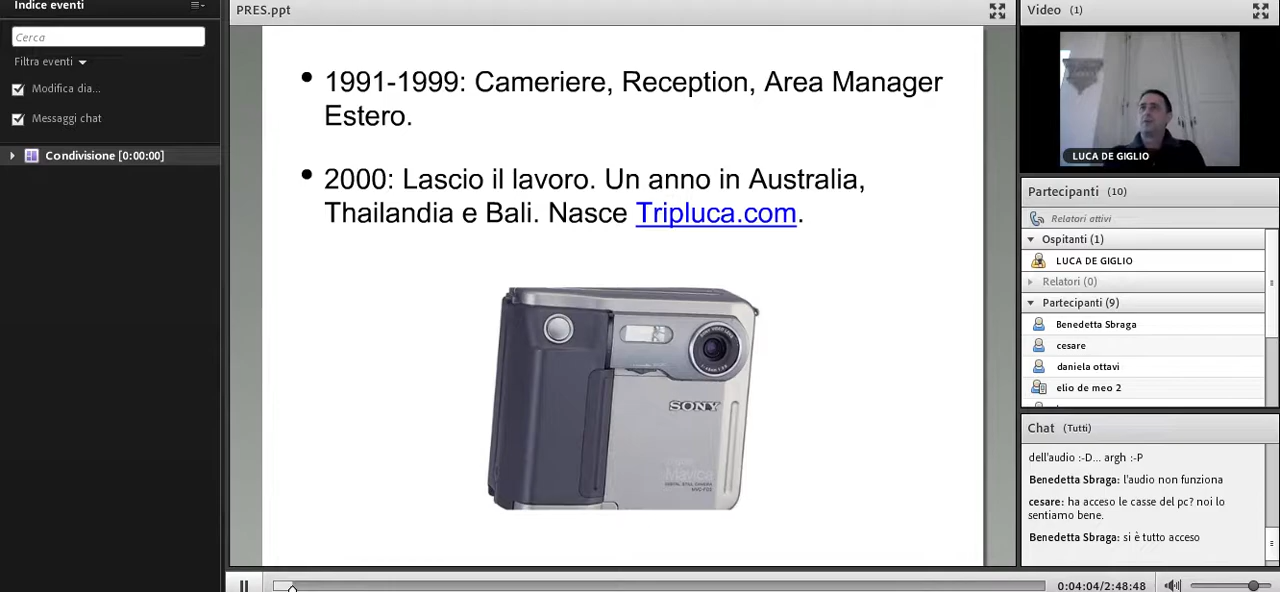 Indice eventi
Cerca
Filtra eventi
Modifica dia...
Messaggi chat
Condivisione [0:00:00]
PRES.ppt
• 1991-1999: Cameriere, Reception, Area Manager
Estero.
• 2000: Lascio il lavoro. Un anno in Australia,
Thailandia e Bali. Nasce Tripluca.com.
SONY
Mavica
Video (1)
LUCA DE GIGLIO
Partecipanti (10)
Relatori attivi
Ospitanti (1)
LUCA DE GIGLIO
Relatori (0)
Partecipanti (9)
Benedetta Sbraga
cesare
daniela ottavi
elio de meo 2
Chat (Tutti)
dell'audio :-D... argh :-P
Benedetta Sbraga: l'audio non funziona
cesare: ha acceso le casse del pc? noi lo
sentiamo bene.
Benedetta Sbraga: si è tutto acceso
0:04:04/2:48:48